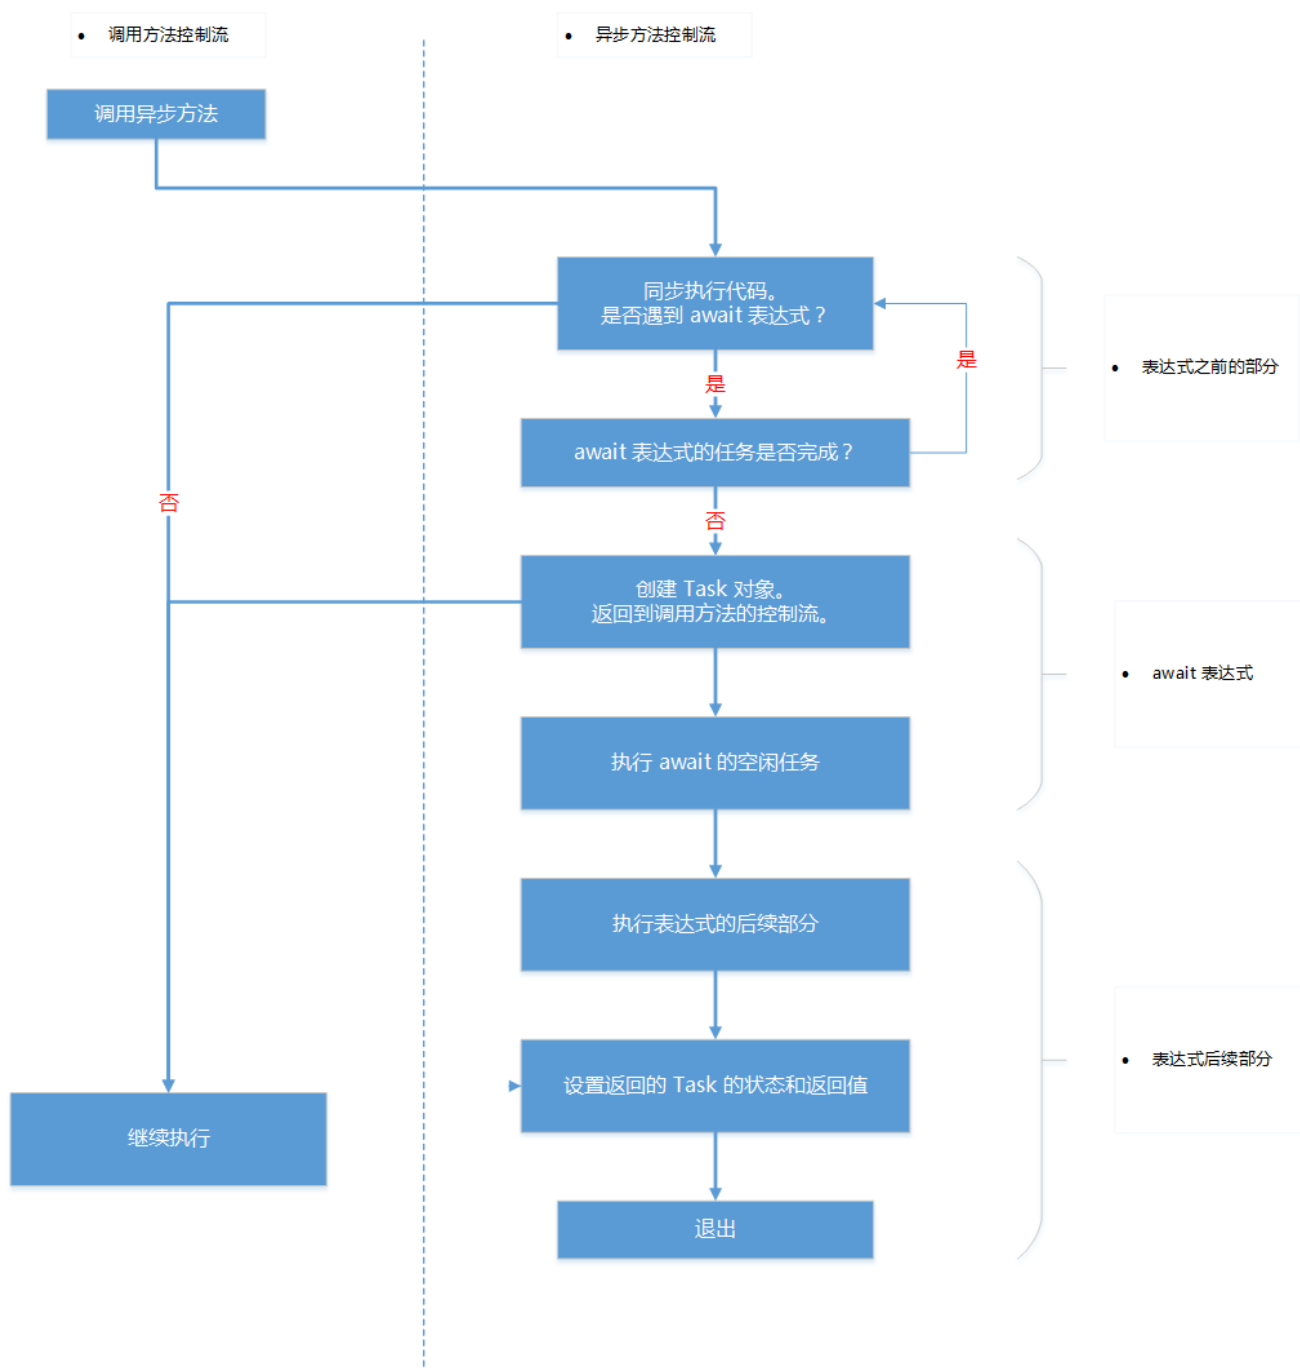 • 调用方法控制流
• 异步方法控制流
调用异步方法
同步执行代码。
是否遇到 await 表达式？
是
是
• 表达式之前的部分
await 表达式的任务是否完成？
否
否
创建 Task 对象。
返回到调用方法的控制流。
• await 表达式
执行 await 的空闲任务
执行表达式的后续部分
设置返回的 Task 的状态和返回值
• 表达式后续部分
继续执行
退出